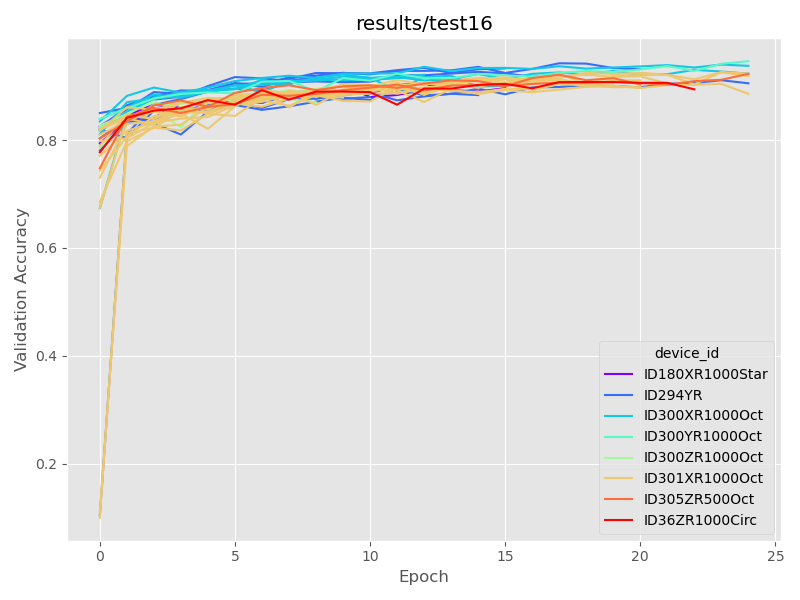 results/test16
Validation Accuracy
0.8
0.6
0.4
0.2
0
5
10
15
20
25
Epoch
device_id
ID180XR1000Star
ID294YR
ID300XR1000Oct
ID300YR1000Oct
ID300ZR1000Oct
ID301XR1000Oct
ID305ZR500Oct
ID36ZR1000Circ